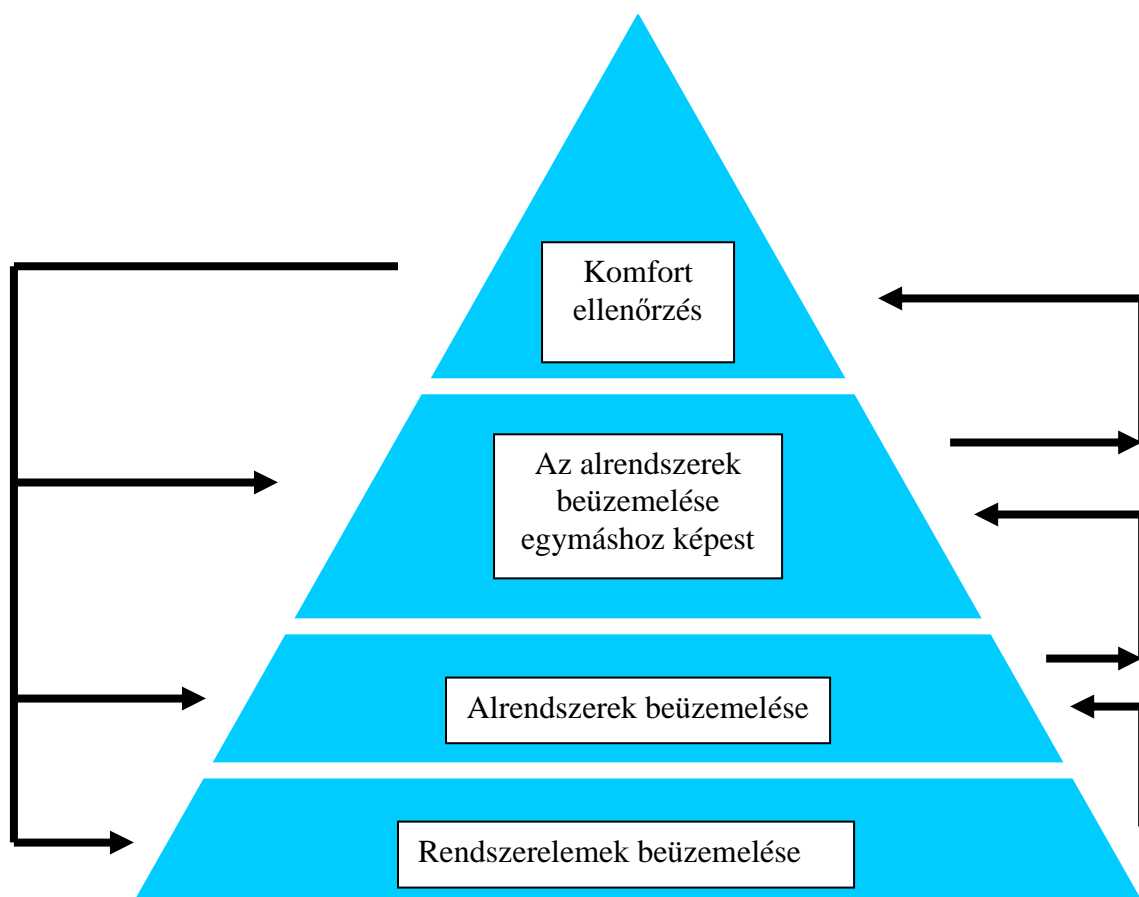 Komfort
ellenőrzés
Az alrendszerek
beüzemelése
egymáshoz képest
Alrendszerek beüzemelése
Rendszerelemek beüzemelése